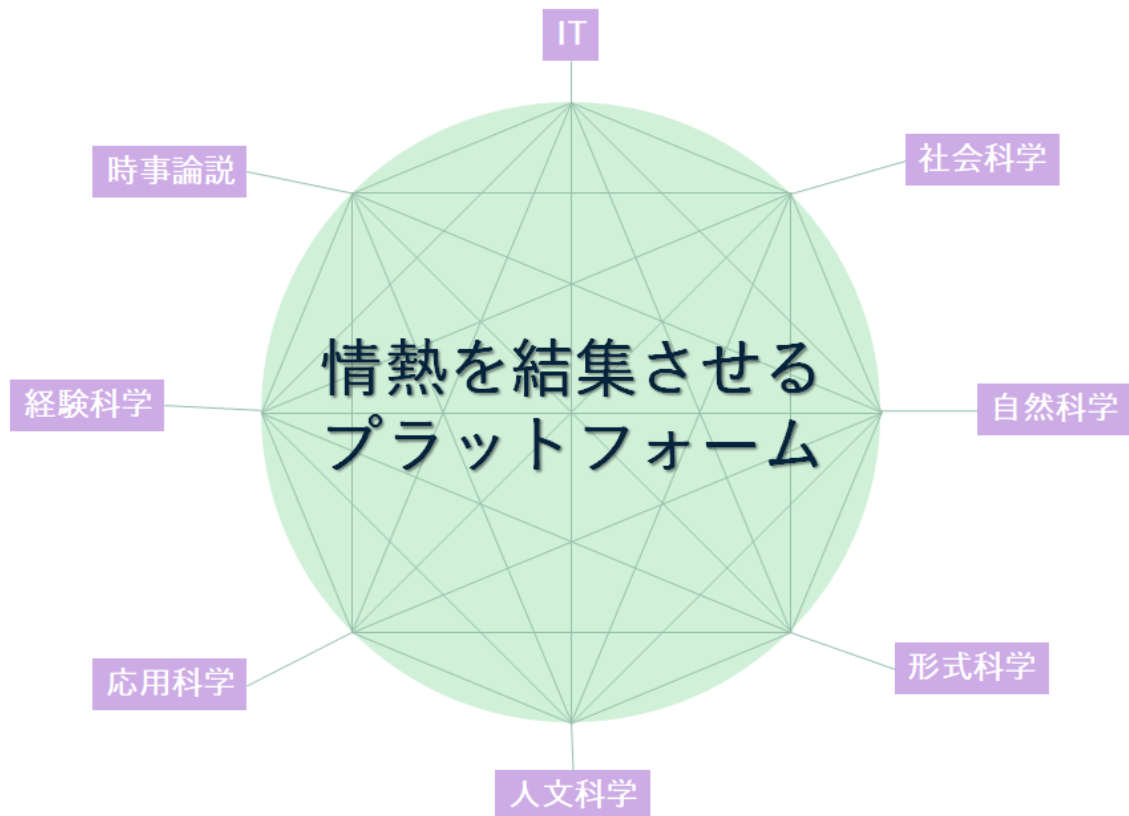 IT
時事論説
社会科学
情熱を結集させる
プラットフォーム
経験科学
自然科学
応用科学
形式科学
人文科学